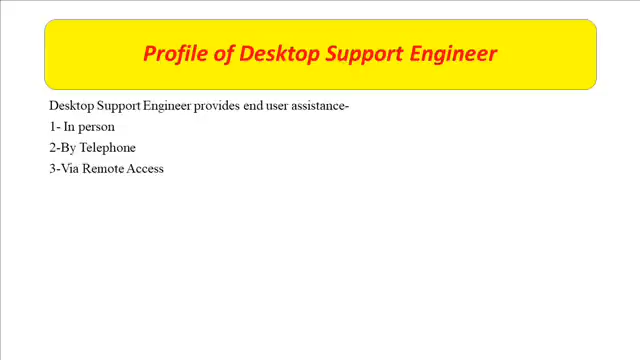 Profile of Desktop Support Engineer
Desktop Support Engineer provides end user assistance-
1- In person
2-By Telephone
3-Via Remote Access